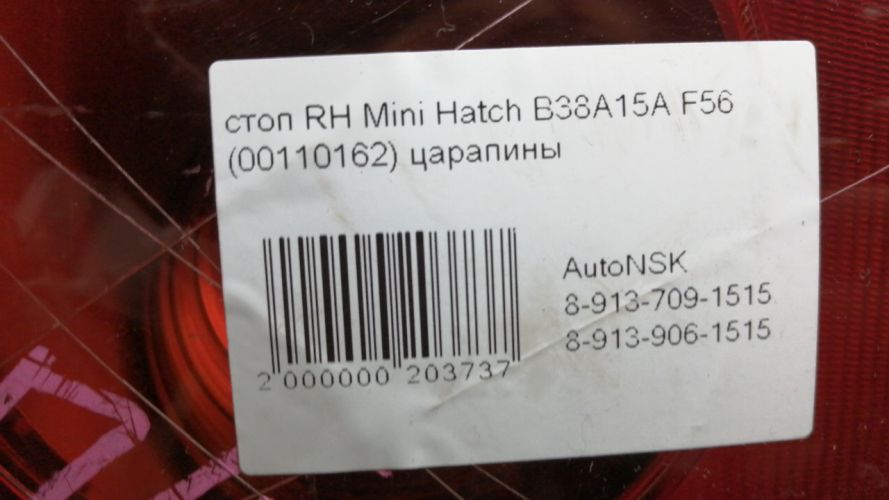 стоп RH Mini Hatch B38A15A F56
(00110162) царапины
AutoNSK
8-913-709-1515
8-913-906-1515
2 000000 203737